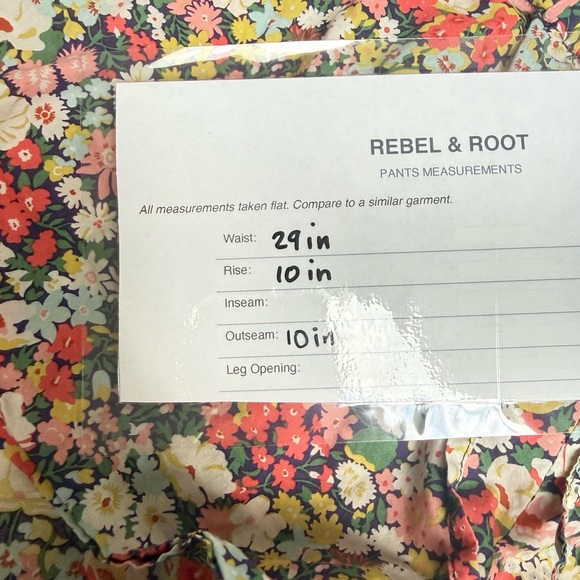 REBEL & ROOT
PANTS MEASUREMENTS
All measurements taken flat. Compare to a similar garment.
Waist: 29 in
Rise: 10 in
Inseam:
Outseam: 10 in
Leg Opening: